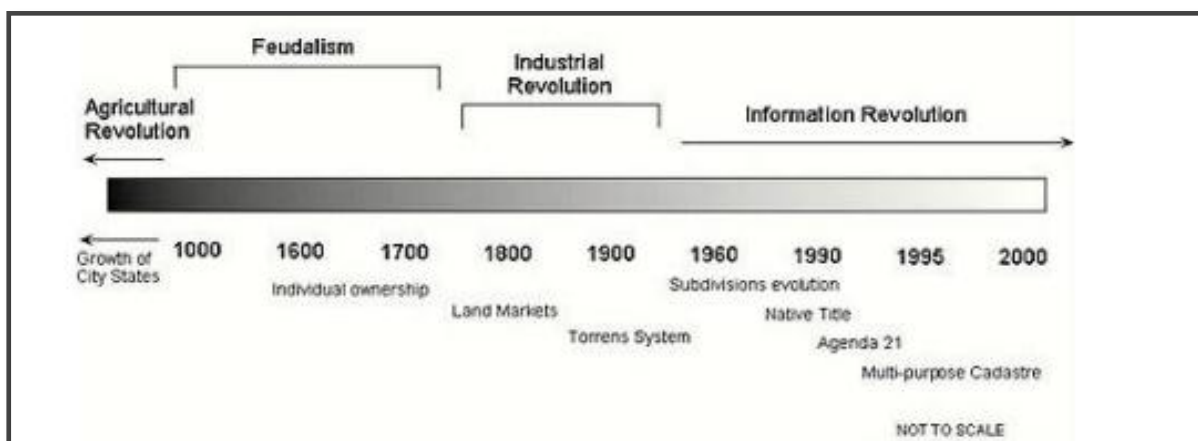 Feudalism
Industrial
Revolution
Agricultural
Revolution
Information Revolution
1000 1600 1700 1800 1900 1960 1990 1995 2000
Growth of
City States
Individual ownership
Subdivisions evolution
Land Markets
Native Title
Torrens System
Agenda 21
Multi-purpose Cadastre
NOT TO SCALE